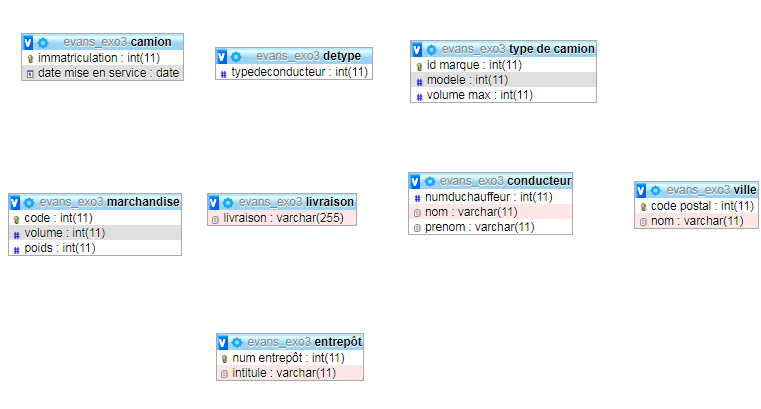 evans_exo3 camion
immatriculation : int(11)
date mise en service : date
evans_exo3 detype
typedeconducteur : int(11)
evans_exo3 type de camion
id marque : int(11)
modele : int(11)
volume max : int(11)
evans_exo3 marchandise
code : int(11)
volume : int(11)
poids : int(11)
evans_exo3 livraison
livraison : varchar(255)
evans_exo3 conducteur
numduchauffeur : int(11)
nom : varchar(11)
prenom : varchar(11)
evans_exo3 ville
code postal : int(11)
nom : varchar(11)
evans_exo3 entrepôt
num entrepôt : int(11)
intitule : varchar(11)